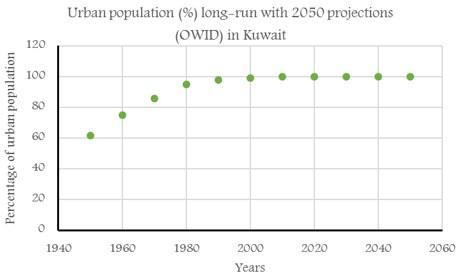 Urban population (%) long-run with 2050 projections
(OWID) in Kuwait
Percentage of urban population
120
100
80
60
40
20
0
1940 1960 1980 2000 2020 2040 2060
Years